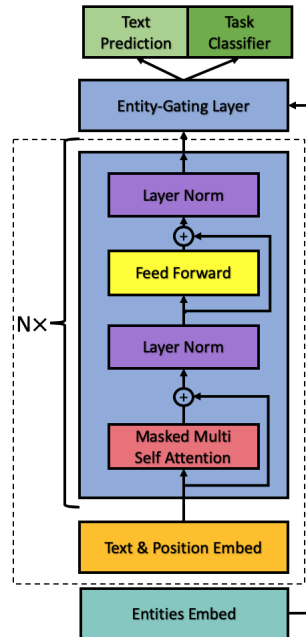 Text
Prediction
Task
Classifier
Entity-Gating Layer
Layer Norm
+
Feed Forward
N×
Layer Norm
+
Masked Multi
Self Attention
Text & Position Embed
Entities Embed